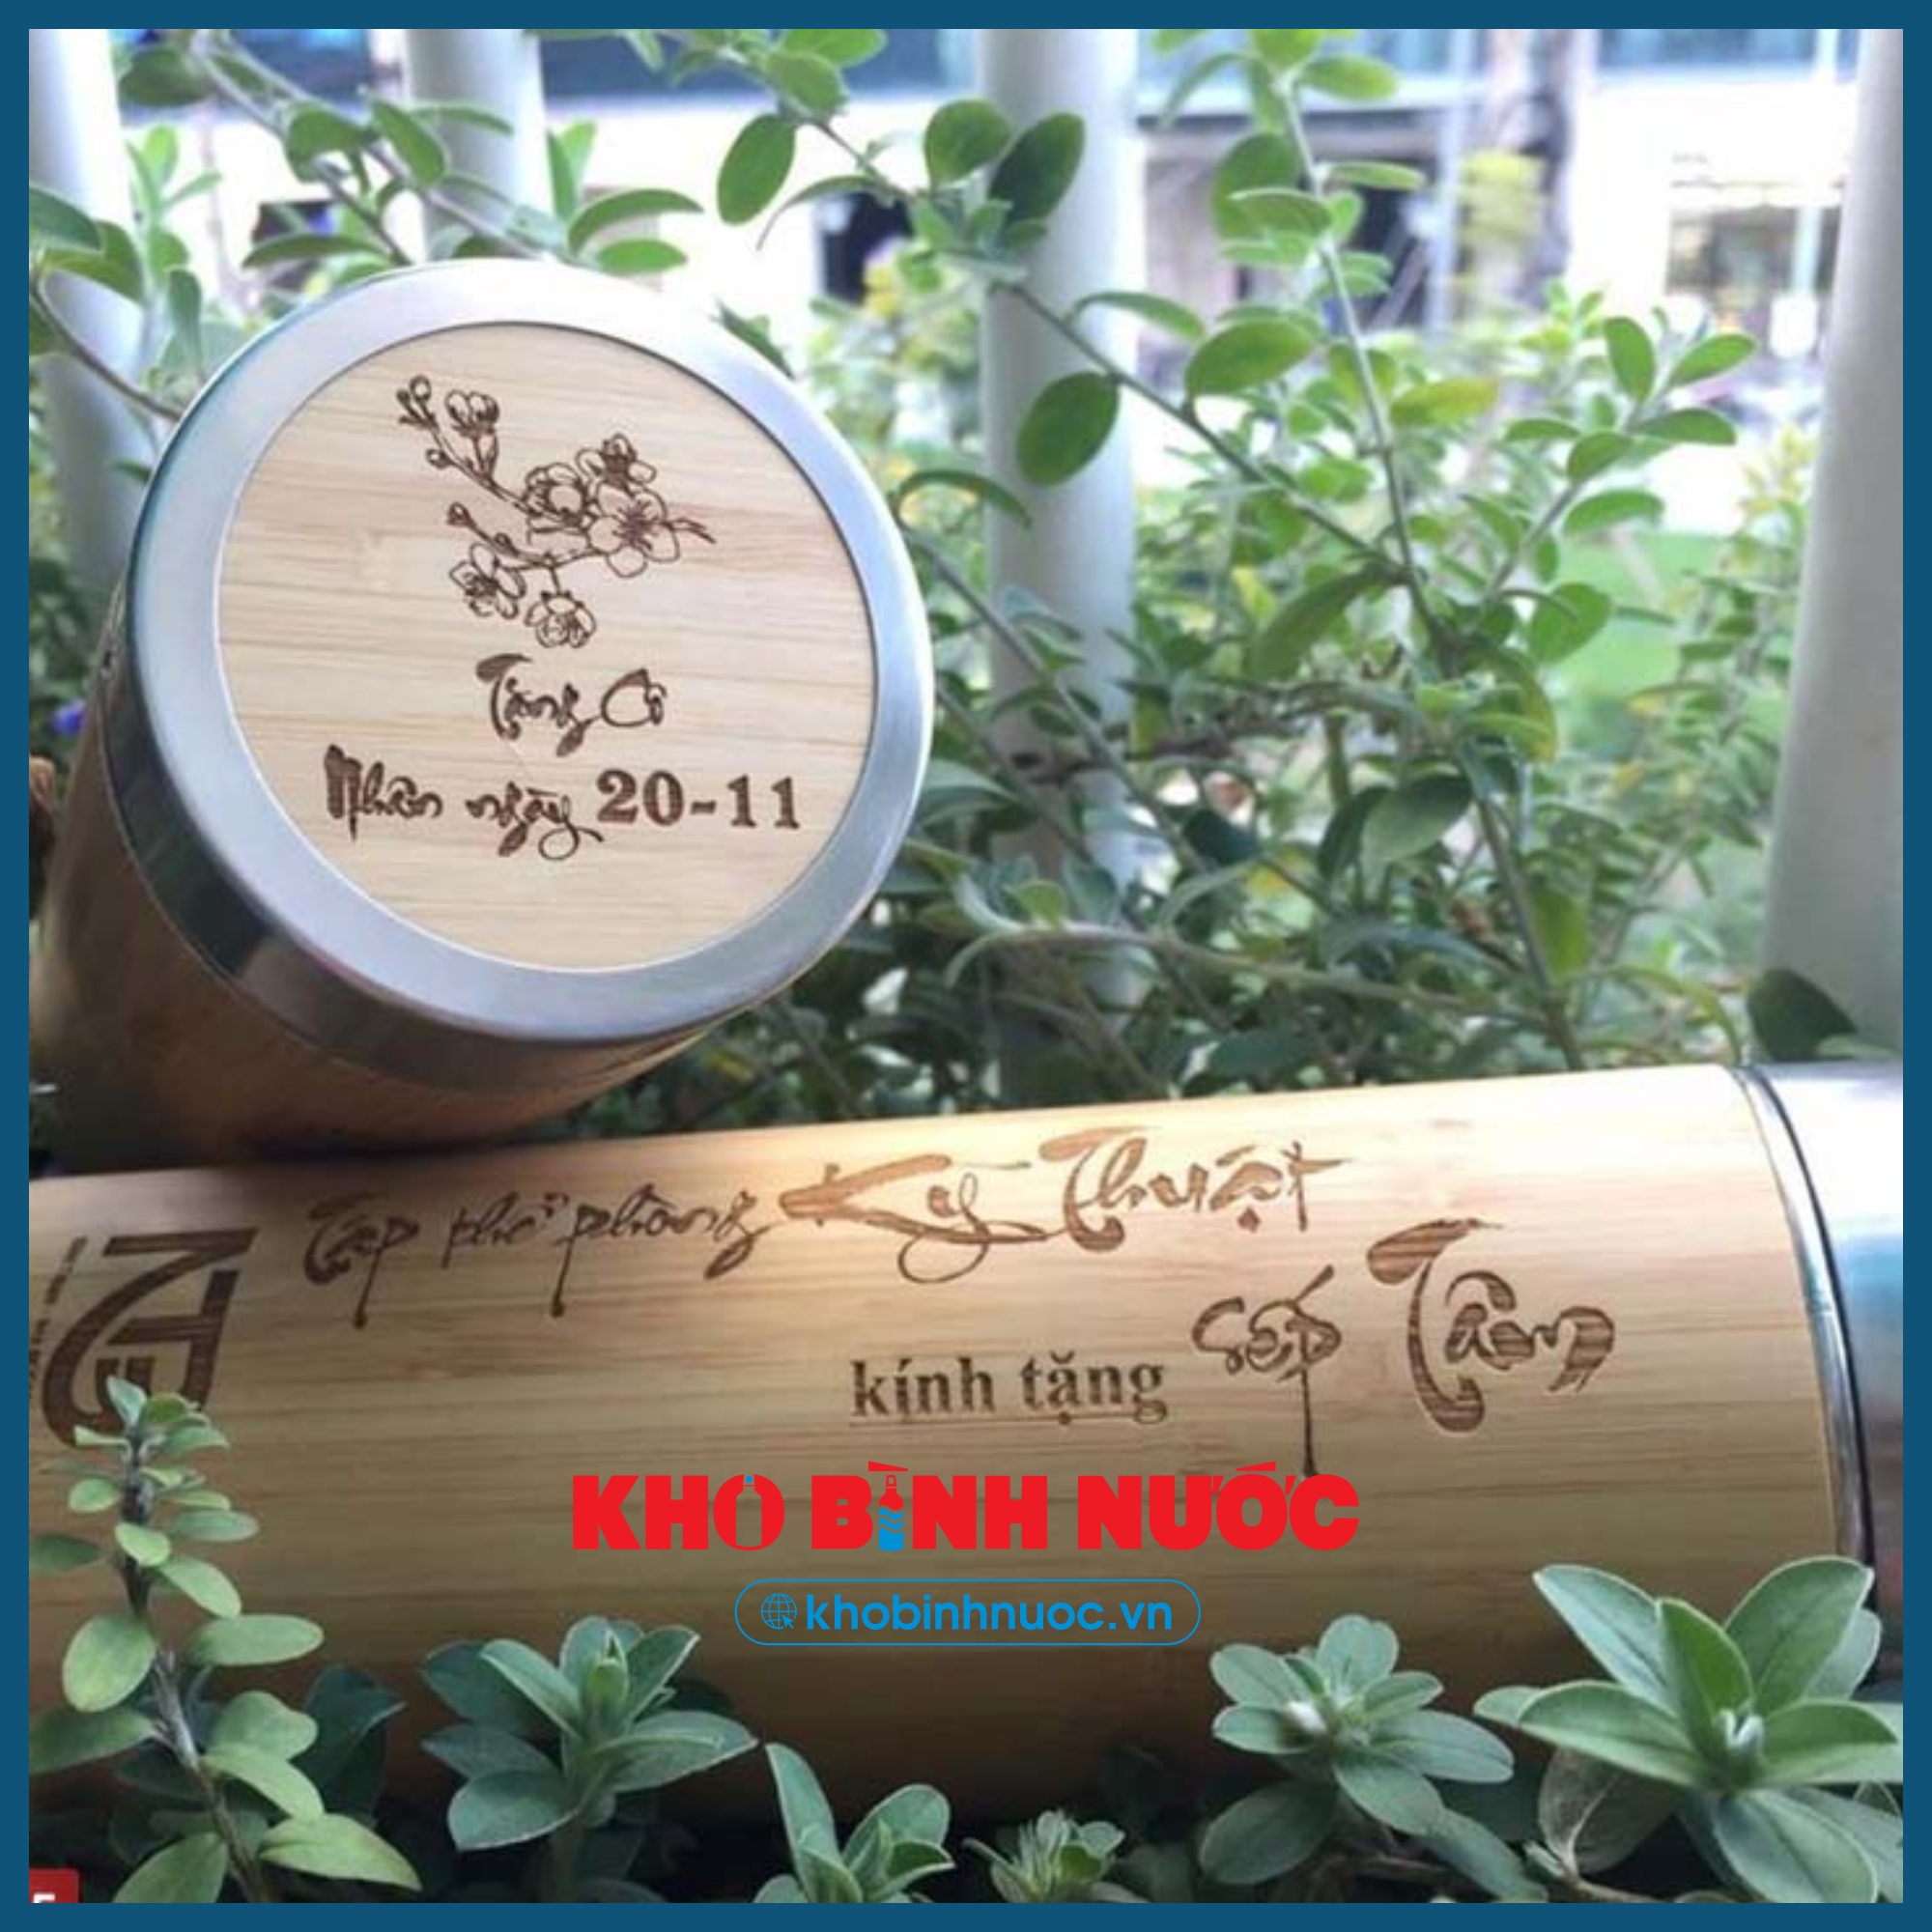 Tặng Cô
Nhân ngày 20-11
Tập thể phòng Kỹ Thuật
kính tặng sếp Tâm
KHO BÌNH NƯỚC
khobinhnuoc.vn